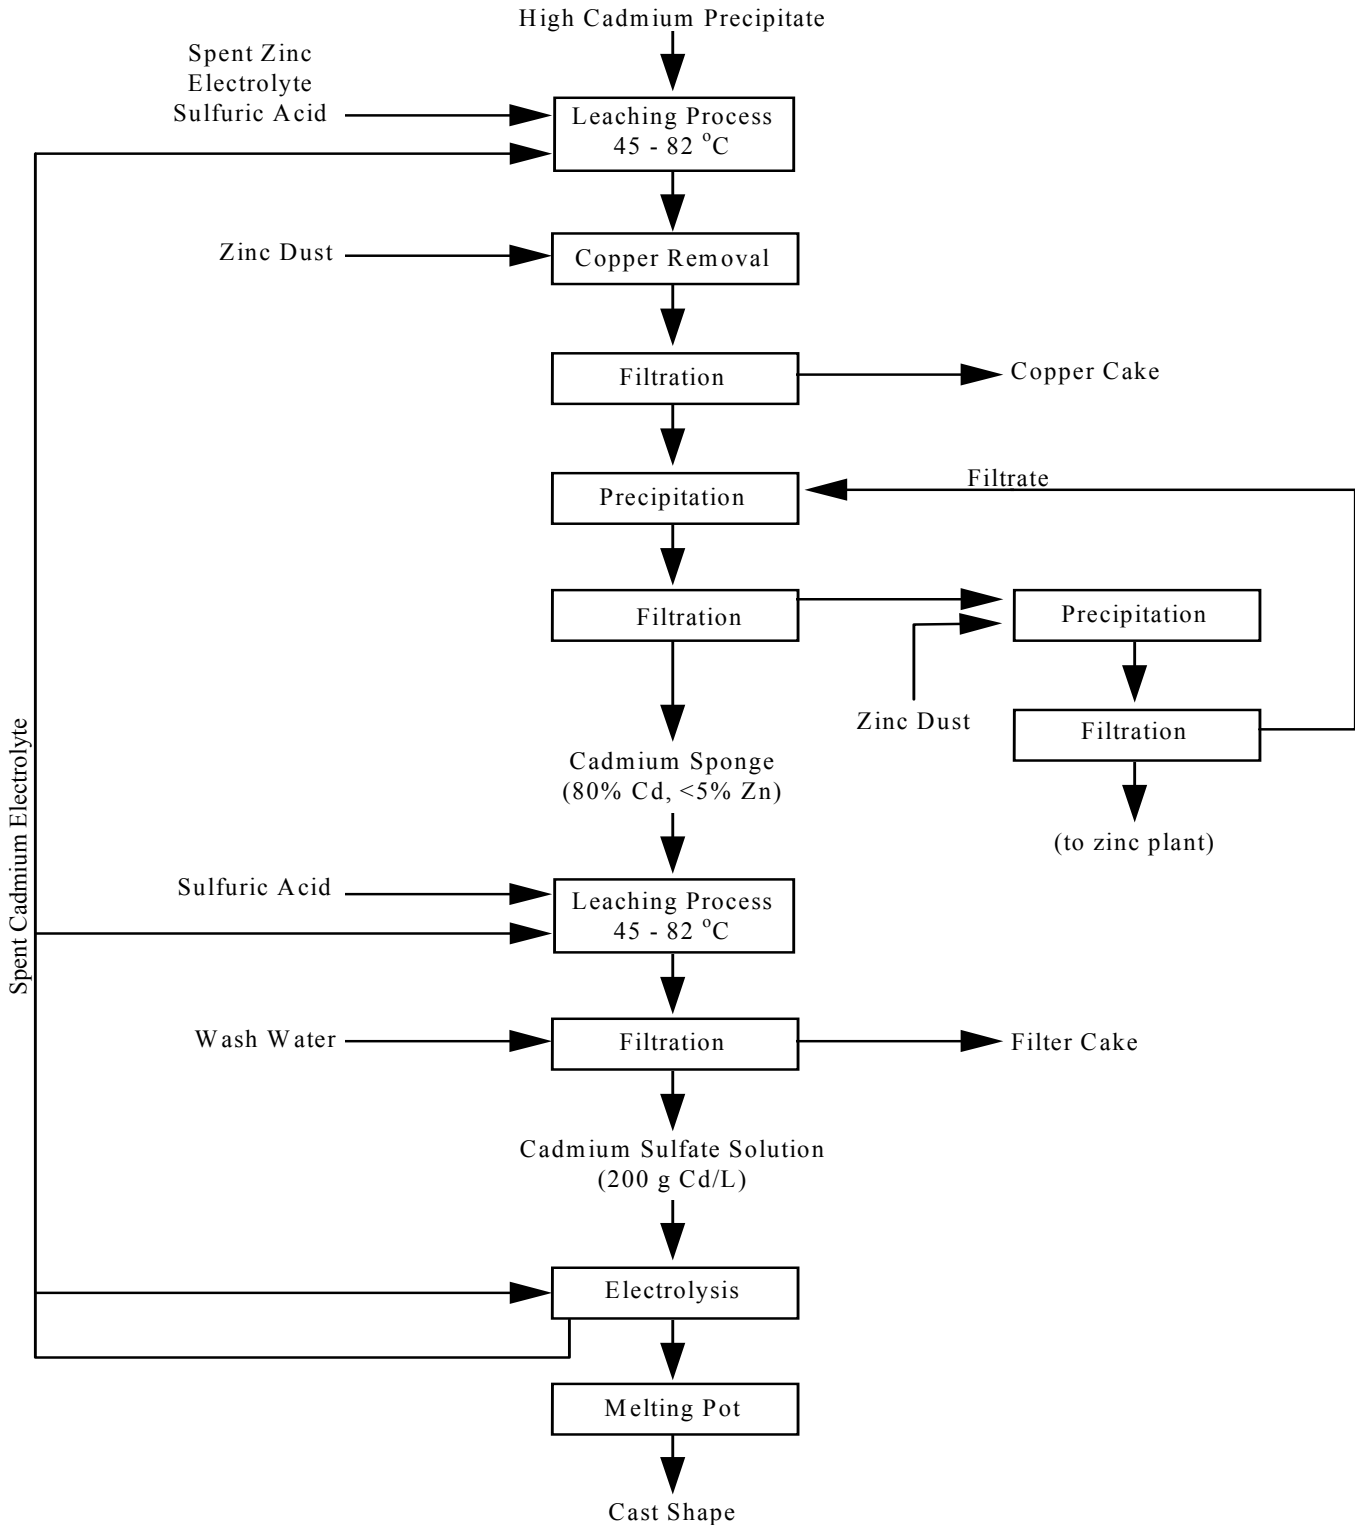 High Cadmium Precipitate
Spent Zinc
Electrolyte
Sulfuric Acid
Leaching Process
45 - 82 °C
Zinc Dust
Copper Removal
Filtration
Copper Cake
Precipitation
Filtrate
Filtration
Precipitation
Zinc Dust
Filtration
Cadmium Sponge
(80% Cd, <5% Zn)
(to zinc plant)
Spent Cadmium Electrolyte
Sulfuric Acid
Leaching Process
45 - 82 °C
Wash Water
Filtration
Filter Cake
Cadmium Sulfate Solution
(200 g Cd/L)
Electrolysis
Melting Pot
Cast Shape